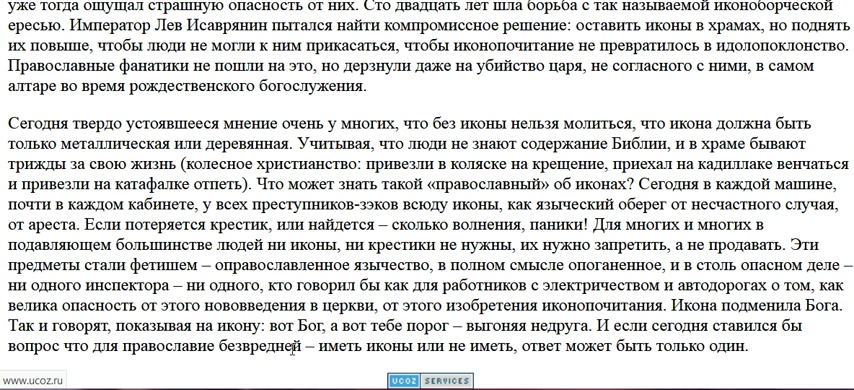 уже тогда ощущал страшную опасность от них. Сто двадцать лет шла борьба с так называемой иконоборческой
ересью. Император Лев Исаврянин пытался найти компромиссное решение: оставить иконы в храмах, но поднять
их повыше, чтобы люди не могли к ним прикасаться, чтобы иконопочитание не превратилось в идолопоклонство.
Православные фанатики не пошли на это, но дерзнули даже на убийство царя, не согласного с ними, в самом
алтаре во время рождественского богослужения.
Сегодня твердо устоявшееся мнение очень у многих, что без иконы нельзя молиться, что икона должна быть
только металлическая или деревянная. Учитывая, что люди не знают содержание Библии, и в храме бывают
трижды за свою жизнь (колесное христианство: привезли в коляске на крещение, приехал на кадиллаке венчаться
и привезли на катафалке отпеть). Что может знать такой «православный» об иконах? Сегодня в каждой машине,
почти в каждом кабинете, у всех преступников-зэков всюду иконы, как языческий оберег от несчастного случая,
от ареста. Если потеряется крестик, или найдется – сколько волнения, паники! Для многих и многих в
подавляющем большинстве людей ни иконы, ни крестики не нужны, их нужно запретить, а не продавать. Эти
предметы стали фетишем – оправославленное язычество, в полном смысле опоганенное, и в столь опасном деле –
ни одного инспектора – ни одного, кто говорил бы как для работников с электричеством и автодорогах о том, как
велика опасность от этого нововведения в церкви, от этого изобретения иконопочитания. Икона подменила Бога.
Так и говорят, показывая на икону: вот Бог, а вот тебе порог – выгоняя недруга. И если сегодня ставился бы
вопрос что для православие безвредней – иметь иконы или не иметь, ответ может быть только один.
www.ucoz.ru
UCOZ SERVICES